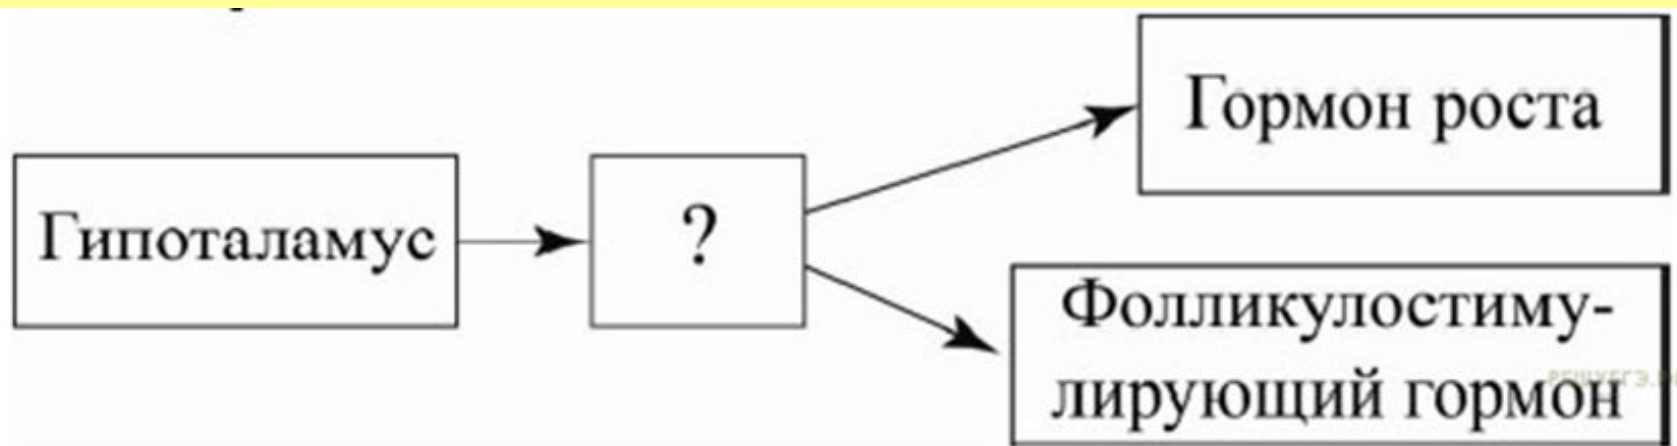 Гормон роста
Гипоталамус
?
Фолликулостиму-
лирующий гормон